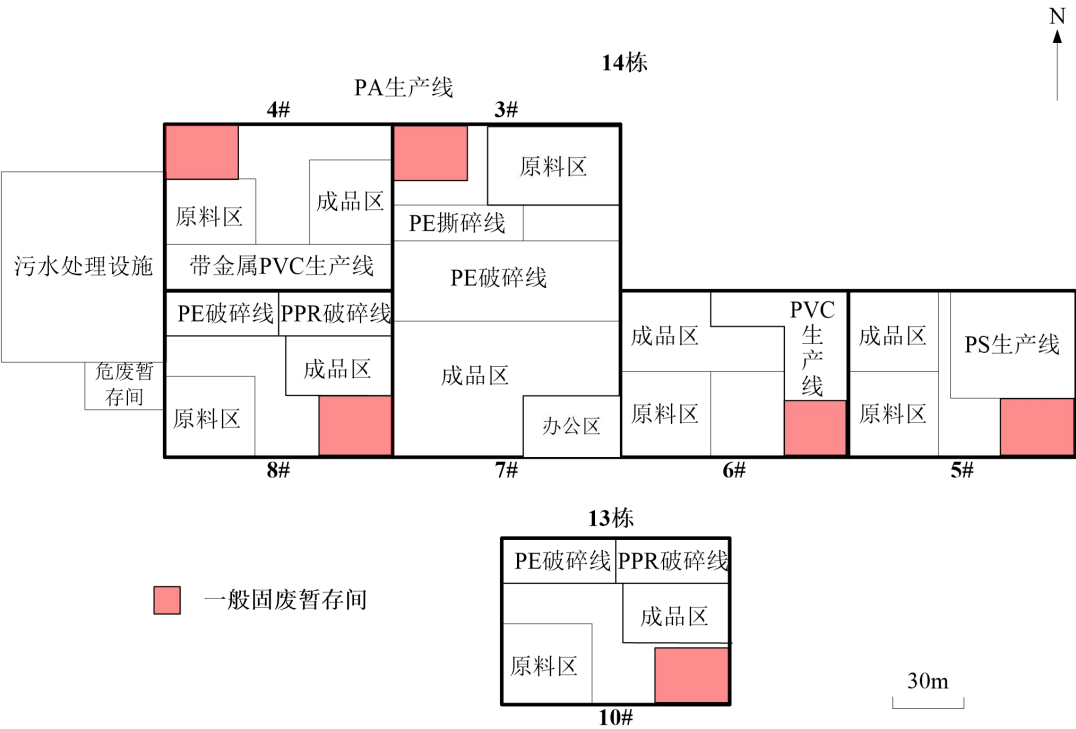 N
14栋
PA生产线
4#
3#
原料区
成品区
原料区
PE撕碎线
污水处理设施
带金属PVC生产线
PE破碎线
PE破碎线
PPR破碎线
PVC
生
产
线
成品区
成品区
PS生产线
危废暂
存间
成品区
成品区
原料区
办公区
原料区
原料区
8#
7#
6#
5#
13栋
PE破碎线
PPR破碎线
一般固废暂存间
成品区
原料区
30m
10#